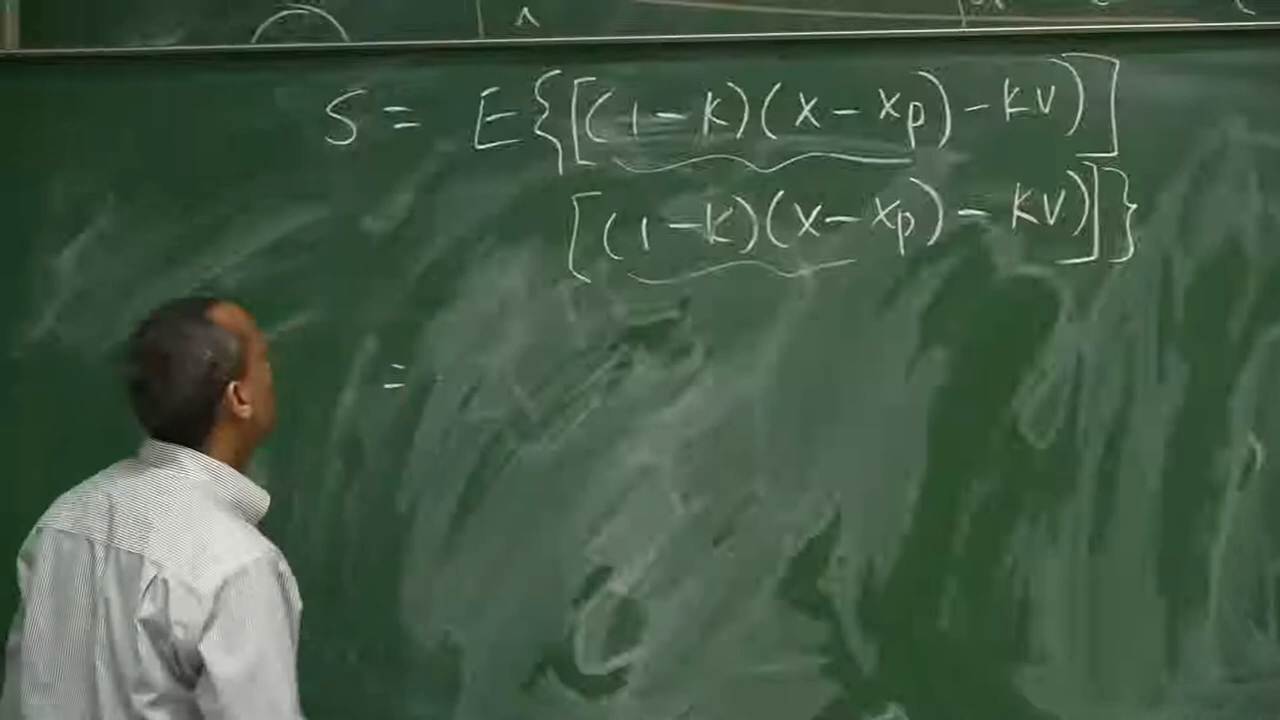 S = E{[(1-K)(x-xp)-KV)]
[(1-K)(x-xp)-KV)]}
=